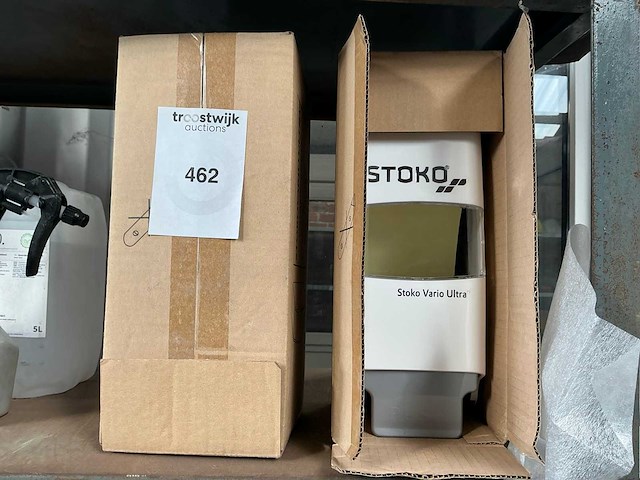 troostwijk
auctions
462
STOKO®
Stoko Vario Ultra
5L